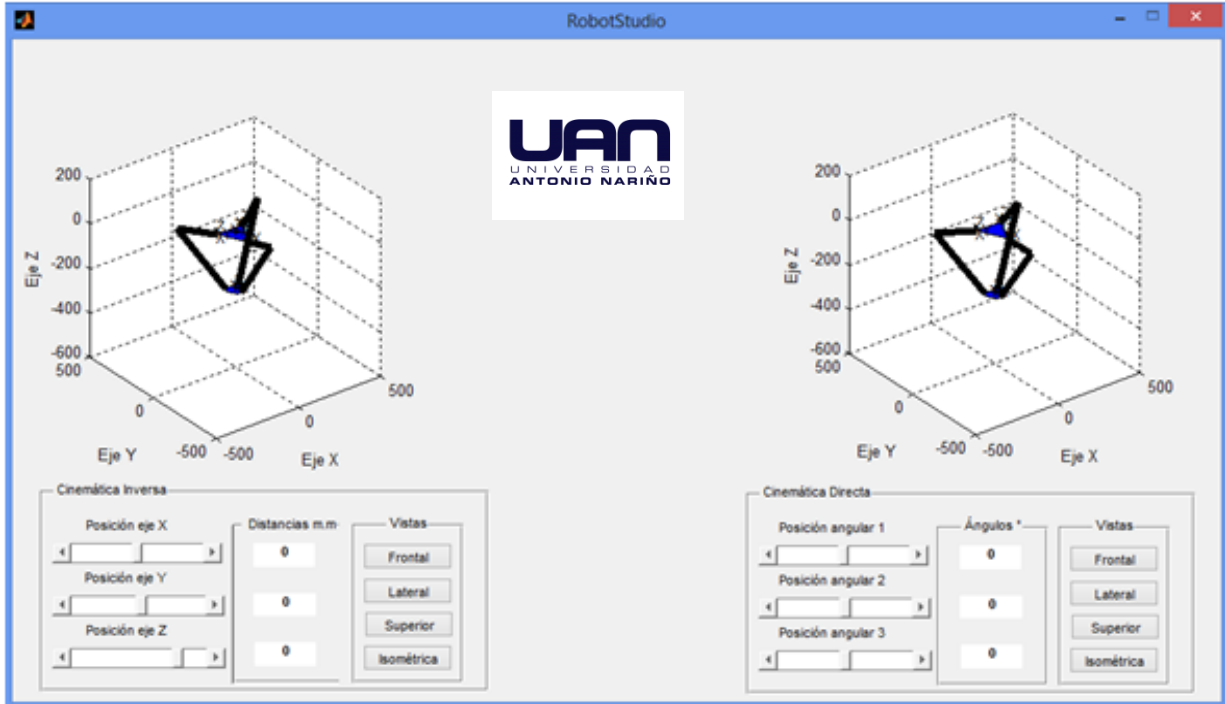 RobotStudio
UAN
UNIVERSIDAD
ANTONIO NARIÑO
200
0
-200
-400
-600
Eje Z
500
0
-500
Eje Y
-500
0
500
Eje X
200
0
-200
-400
-600
Eje Z
500
0
-500
Eje Y
-500
0
500
Eje X
Cinemática Inversa
Posición eje X
Posición eje Y
Posición eje Z
Distancias m.m
0
0
0
Vistas
Frontal
Lateral
Superior
Isométrica
Cinemática Directa
Posición angular 1
Posición angular 2
Posición angular 3
Ángulos °
0
0
0
Vistas
Frontal
Lateral
Superior
Isométrica